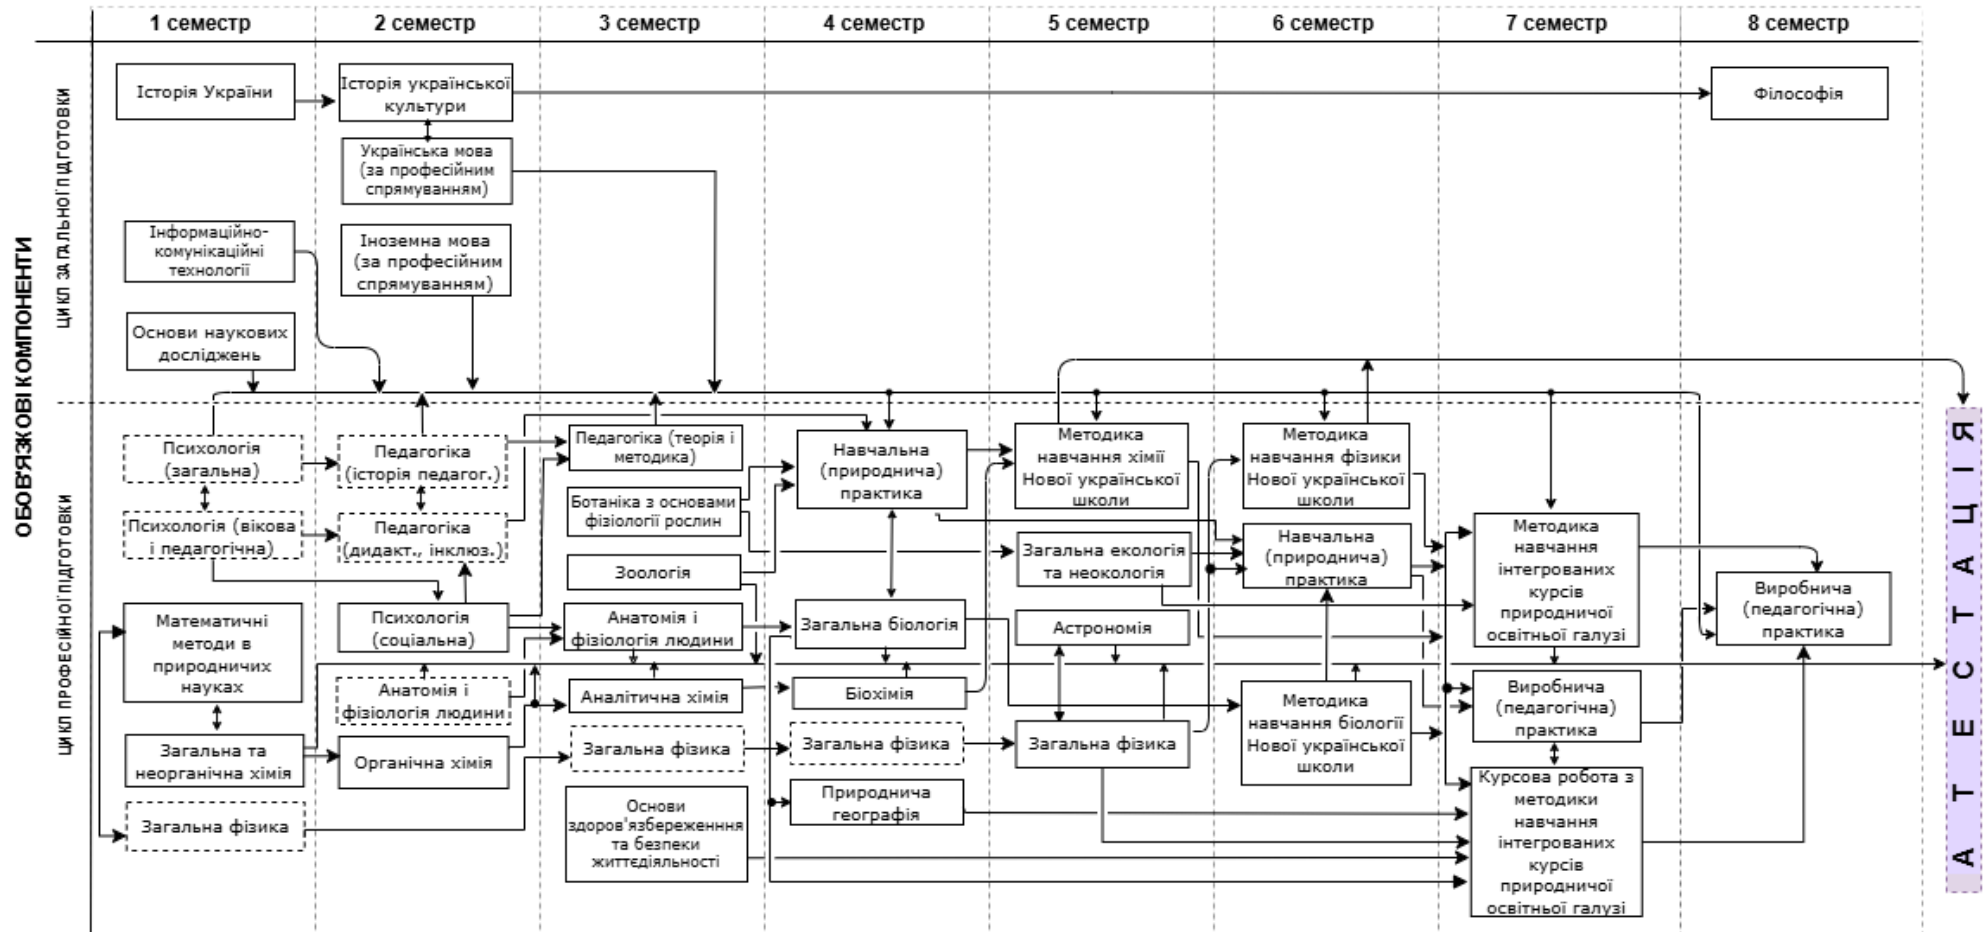 1 семестр
2 семестр
3 семестр
4 семестр
5 семестр
6 семестр
7 семестр
8 семестр
ОБОВ'ЯЗКОВІ КОМПОНЕНТИ
ЦИКЛ ЗАГАЛЬНОЇ ПІДГОТОВКИ
Історія України
Історія української
культури
Філософія
Українська мова
(за професійним
спрямуванням)
Інформаційно-
комунікаційні
технології
Іноземна мова
(за професійним
спрямуванням)
Основи наукових
досліджень
ЦИКЛ ПРОФЕСІЙНОЇ ПІДГОТОВКИ
Психологія
(загальна)
Психологія (вікова
і педагогічна)
Математичні
методи в
природничих
науках
Загальна та
неорганічна хімія
Загальна фізика
Педагогіка
(історія педагог.)
Педагогіка
(дидакт., інклюз.)
Психологія
(соціальна)
Анатомія і
фізіологія людини
Органічна хімія
Педагогіка (теорія і
методика)
Ботаніка з основами
фізіології рослин
Зоологія
Анатомія і
фізіологія людини
Аналітична хімія
Загальна фізика
Основи
здоров'язбереженння
та безпеки
життєдіяльності
Навчальна
(природнича)
практика
Загальна біологія
Біохімія
Загальна фізика
Природнича
географія
Методика
навчання хімії
Нової української
школи
Загальна екологія
та неокологія
Астрономія
Загальна фізика
Методика
навчання фізики
Нової української
школи
Навчальна
(природнича)
практика
Методика
навчання біології
Нової української
школи
Методика
навчання
інтегрованих
курсів
природничої
освітньої галузі
Виробнича
(педагогічна)
практика
Курсова робота з
методики
навчання
інтегрованих
курсів
природничої
освітньої галузі
Виробнича
(педагогічна)
практика
АТЕСТАЦІЯ